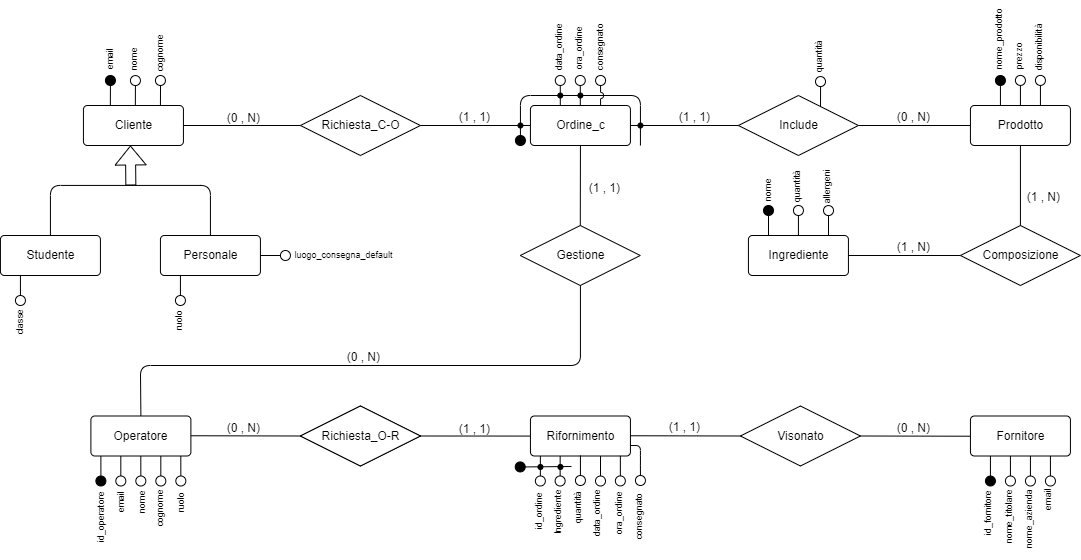 email
nome
cognome
data_ordine
ora_ordine
consegnato
quantità
nome_prodotto
prezzo
disponibilità
Cliente
(0 , N)
Richiesta_C-O
(1 , 1)
Ordine_c
(1 , 1)
Include
(0 , N)
Prodotto
nome
quantità
allergeni
(1 , 1)
(1 , N)
Studente
Personale
luogo_consegna_default
Gestione
Ingrediente
(1 , N)
Composizione
classe
ruolo
(0 , N)
Operatore
(0 , N)
Richiesta_O-R
(1 , 1)
Rifornimento
(1 , 1)
Visonato
(0 , N)
Fornitore
id_operatore
email
nome
cognome
ruolo
id_ordine
Ingrediente
quantità
data_ordine
ora_ordine
consegnato
id_fornitore
nome_titolare
nome_azienda
email